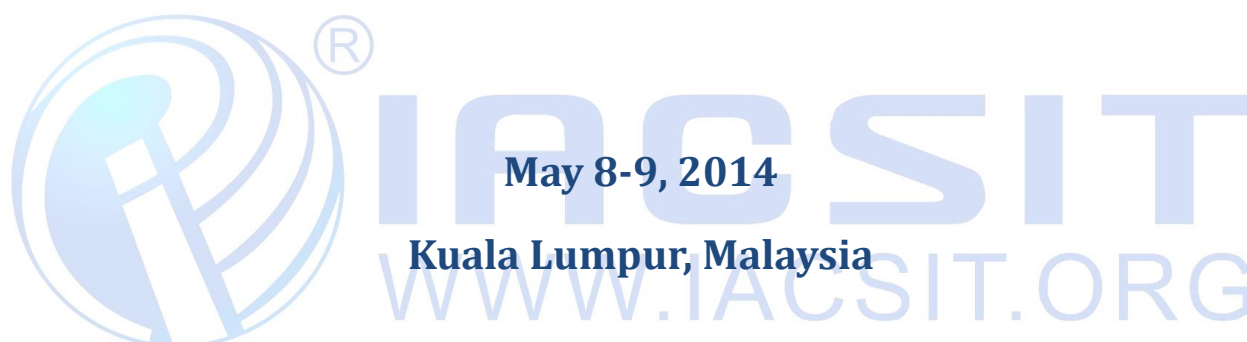 ®
IACSIT
May 8-9, 2014
Kuala Lumpur, Malaysia
WWW.IACSIT.ORG